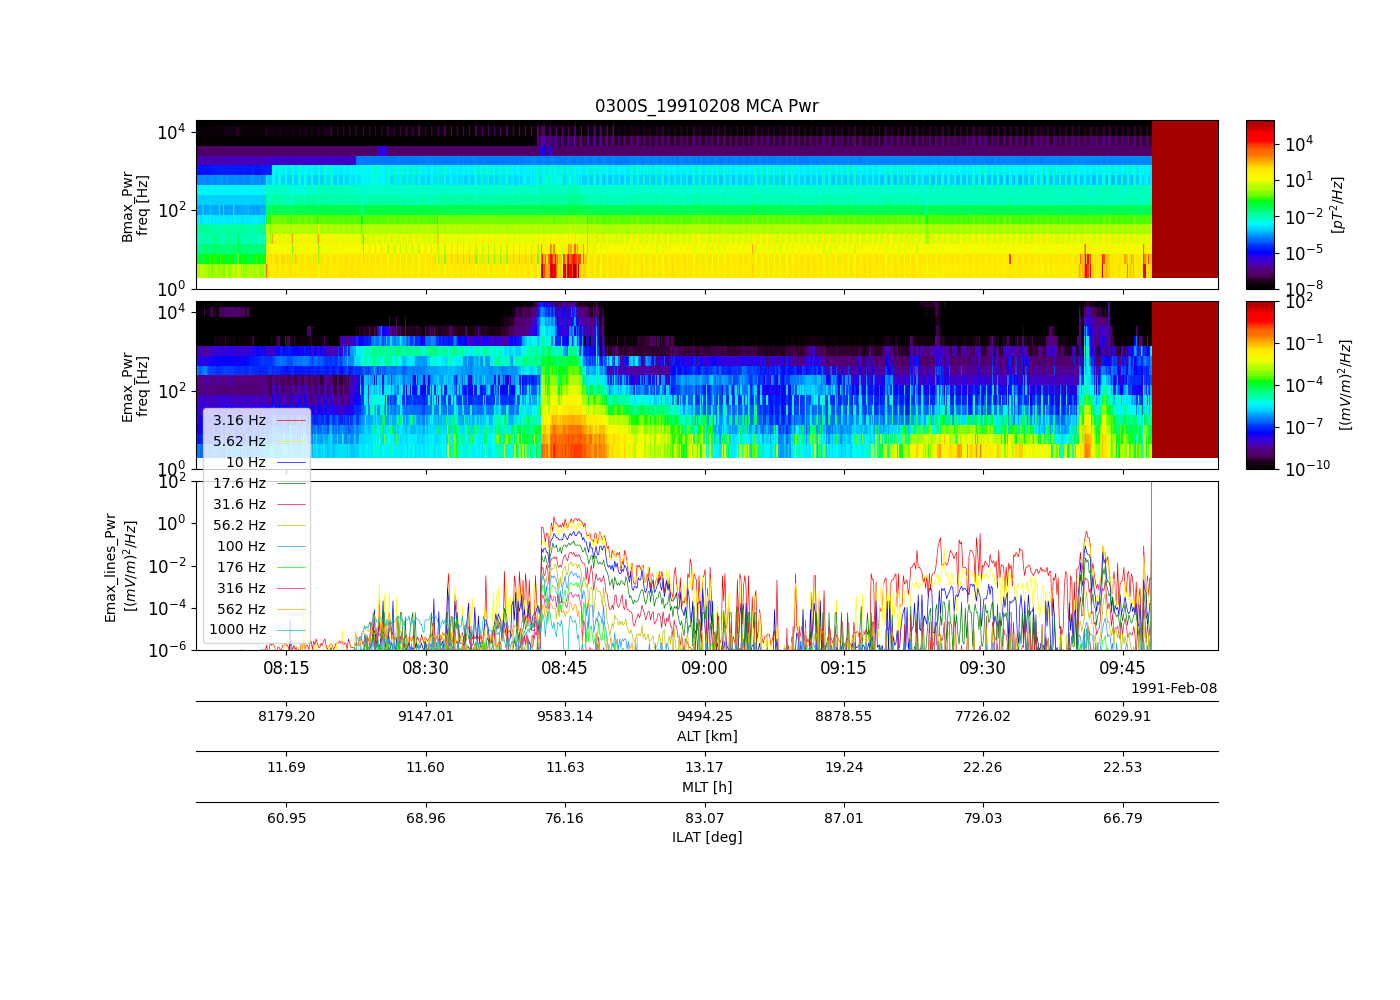 0300S_19910208 MCA Pwr
Bmax_Pwr
freq [Hz]
10^4
10^2
10^0
10^4
10^1
10^-2
10^-5
10^-8
[pT^2/Hz]
Emax_Pwr
freq [Hz]
10^4
10^2
10^0
10^2
10^-1
10^-4
10^-7
10^-10
[(mV/m)^2/Hz]
Emax_lines_Pwr
[(mV/m)^2/Hz]
10^2
10^0
10^-2
10^-4
10^-6
3.16 Hz
5.62 Hz
10 Hz
17.6 Hz
31.6 Hz
56.2 Hz
100 Hz
176 Hz
316 Hz
562 Hz
1000 Hz
08:15 08:30 08:45 09:00 09:15 09:30 09:45
1991-Feb-08
8179.20 9147.01 9583.14 9494.25 8878.55 7726.02 6029.91
ALT [km]
11.69 11.60 11.63 13.17 19.24 22.26 22.53
MLT [h]
60.95 68.96 76.16 83.07 87.01 79.03 66.79
ILAT [deg]